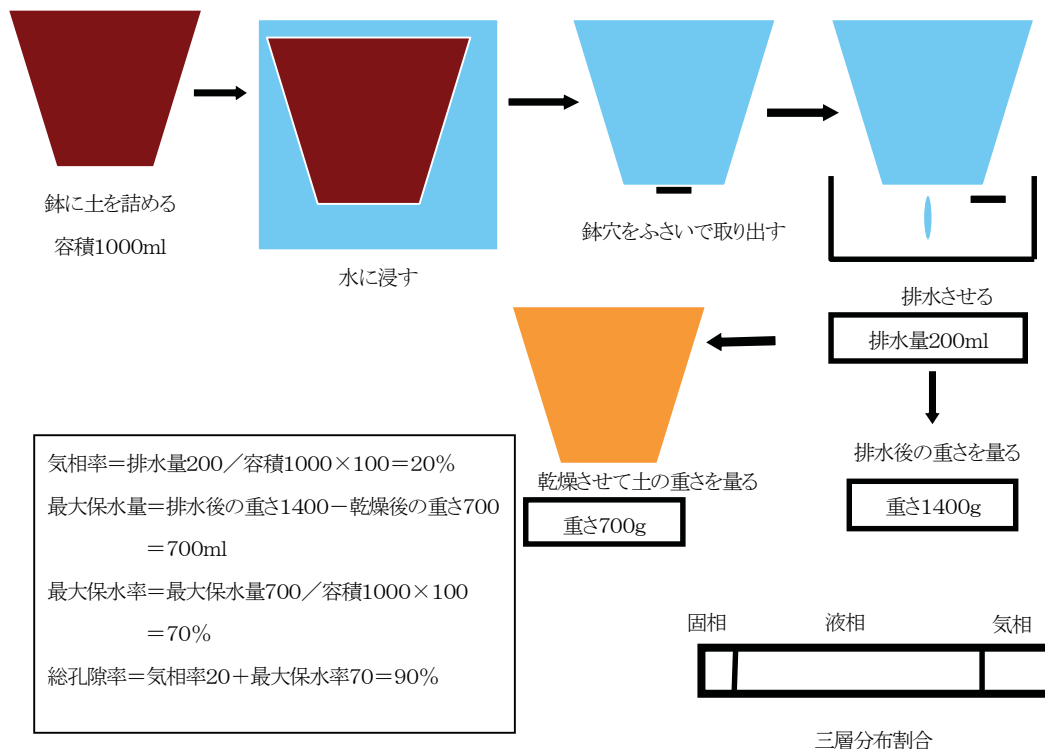 鉢に土を詰める
容積1000ml
水に浸す
鉢穴をふさいで取り出す
排水させる
排水量200ml
排水後の重さを量る
重さ1400g
乾燥させて土の重さを量る
重さ700g
気相率=排水量200/容積1000×100=20%
最大保水量=排水後の重さ1400-乾燥後の重さ700
=700ml
最大保水率=最大保水量700/容積1000×100
=70%
総孔隙率=気相率20+最大保水率70=90%
固相 液相 気相
三層分布割合